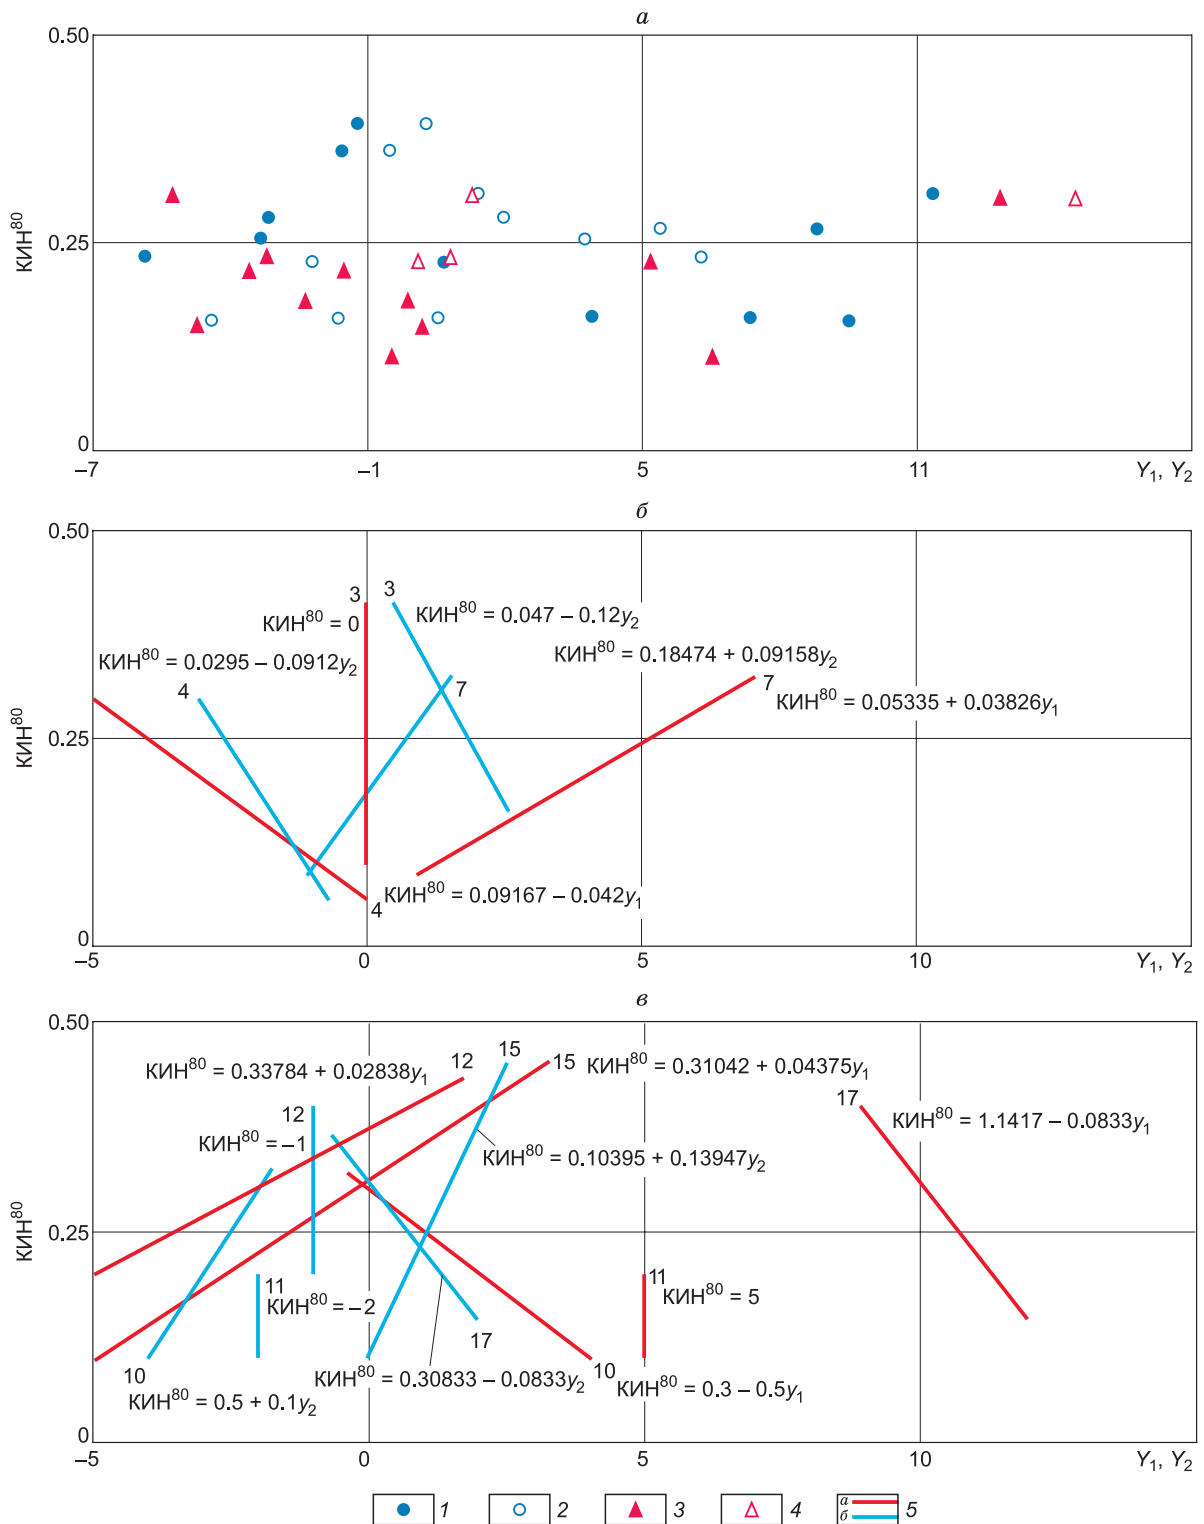 а
0.50
КИН⁸⁰
0.25
0
–7 –1 5 11 Y₁, Y₂
б
0.50
3 3
КИН⁸⁰ = 0
КИН⁸⁰ = 0.047 – 0.12y₂
КИН⁸⁰ = 0.0295 – 0.0912y₂
КИН⁸⁰ = 0.18474 + 0.09158y₂
4 7 7
КИН⁸⁰ = 0.05335 + 0.03826y₁
КИН⁸⁰
0.25
КИН⁸⁰ = 0.09167 – 0.042y₁
4
0
–5 0 5 10 Y₁, Y₂
в
0.50
КИН⁸⁰ = 0.33784 + 0.02838y₁
12 15 15
КИН⁸⁰ = 0.31042 + 0.04375y₁
17
КИН⁸⁰ = 1.1417 – 0.0833y₁
12
КИН⁸⁰ = –1
КИН⁸⁰ = 0.10395 + 0.13947y₂
КИН⁸⁰
0.25
11
КИН⁸⁰ = –2
11
КИН⁸⁰ = 5
17
10
КИН⁸⁰ = 0.5 + 0.1y₂
КИН⁸⁰ = 0.30833 – 0.0833y₂
10
КИН⁸⁰ = 0.3 – 0.5y₁
0
–5 0 5 10 Y₁, Y₂
1 2 3 4 а 5
б